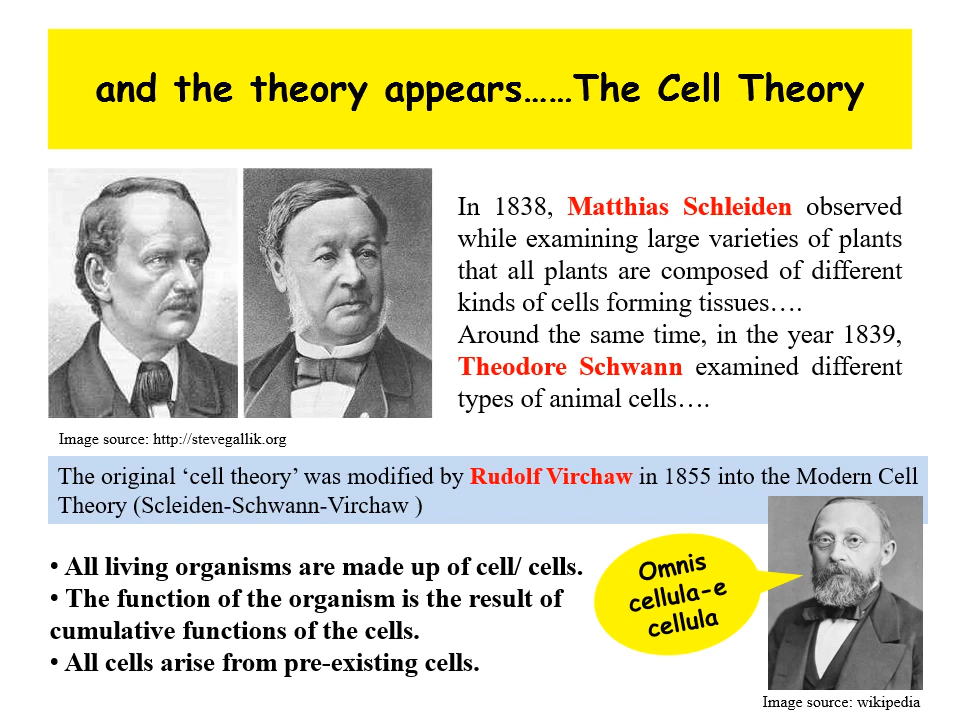 and the theory appears……The Cell Theory
In 1838, Matthias Schleiden observed
while examining large varieties of plants
that all plants are composed of different
kinds of cells forming tissues….
Around the same time, in the year 1839,
Theodore Schwann examined different
types of animal cells….
Image source: http://stevegallik.org
The original ‘cell theory’ was modified by Rudolf Virchaw in 1855 into the Modern Cell
Theory (Scleiden-Schwann-Virchaw )
• All living organisms are made up of cell/ cells.
• The function of the organism is the result of
cumulative functions of the cells.
• All cells arise from pre-existing cells.
Omnis
cellula-e
cellula
Image source: wikipedia